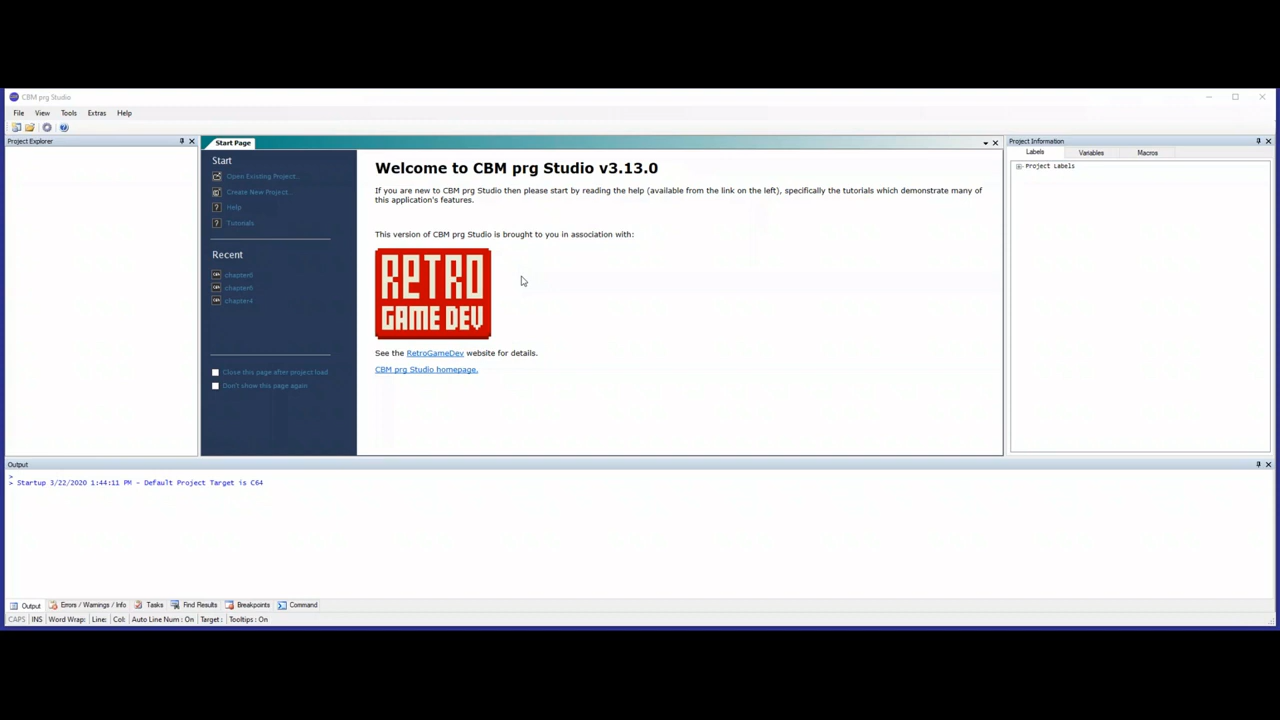 CBM prg Studio
File View Tools Extras Help
Project Explorer
Start Page
Start
Open Existing Project...
Create New Project...
Help
Tutorials
Recent
chapter8
chapter6
chapter4
Close this page after project load
Don't show this page again
Welcome to CBM prg Studio v3.13.0
If you are new to CBM prg Studio then please start by reading the help (available from the link on the left), specifically the tutorials which demonstrate many of
this application's features.
This version of CBM prg Studio is brought to you in association with:
RETRO
GAME DEV
See the RetroGameDev website for details.
CBM prg Studio homepage.
Project Information
Labels Variables Macros
Project Labels
Output
>
> Startup 3/22/2020 1:44:11 PM - Default Project Target is C64
Output Errors / Warnings / Info Tasks Find Results Breakpoints Command
CAPS INS Word Wrap: Line: Col: Auto Line Num : On Target : Tooltips : On